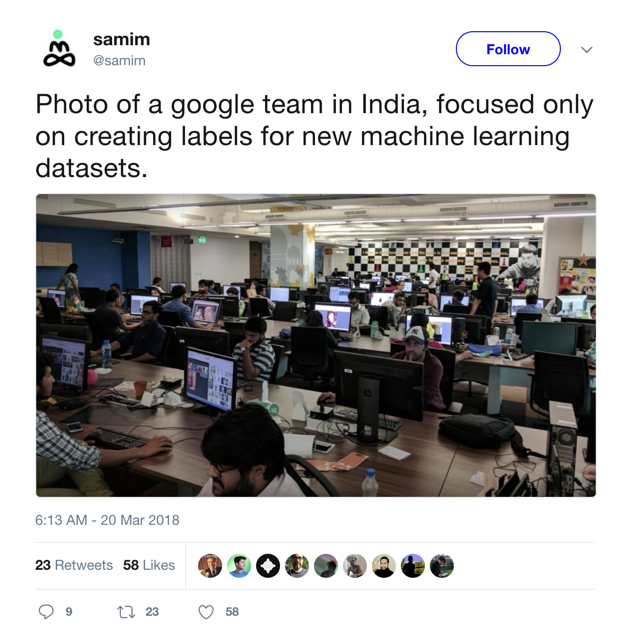 samim
@samim
Follow
Photo of a google team in India, focused only
on creating labels for new machine learning
datasets.
6:13 AM - 20 Mar 2018
23 Retweets 58 Likes
9 23 58